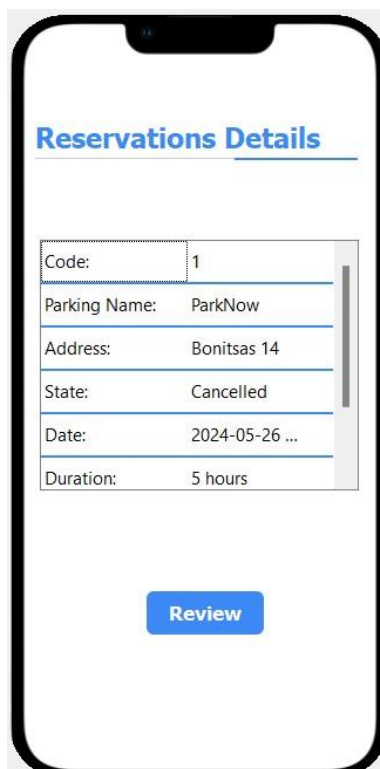 Reservations Details
Code: 1
Parking Name: ParkNow
Address: Bonitsas 14
State: Cancelled
Date: 2024-05-26 ...
Duration: 5 hours
Review